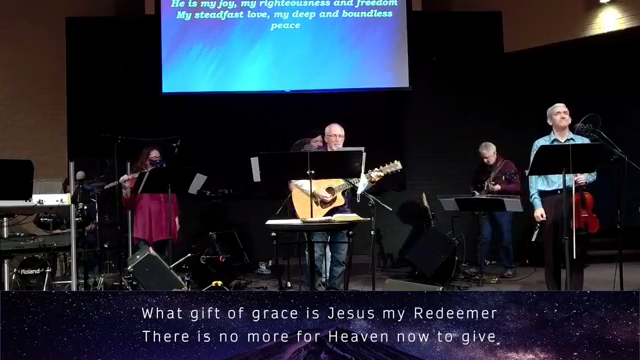 He is my joy, my righteousness and freedom
My steadfast love, my deep and boundless
peace
Roland
What gift of grace is Jesus my Redeemer
There is no more for Heaven now to give